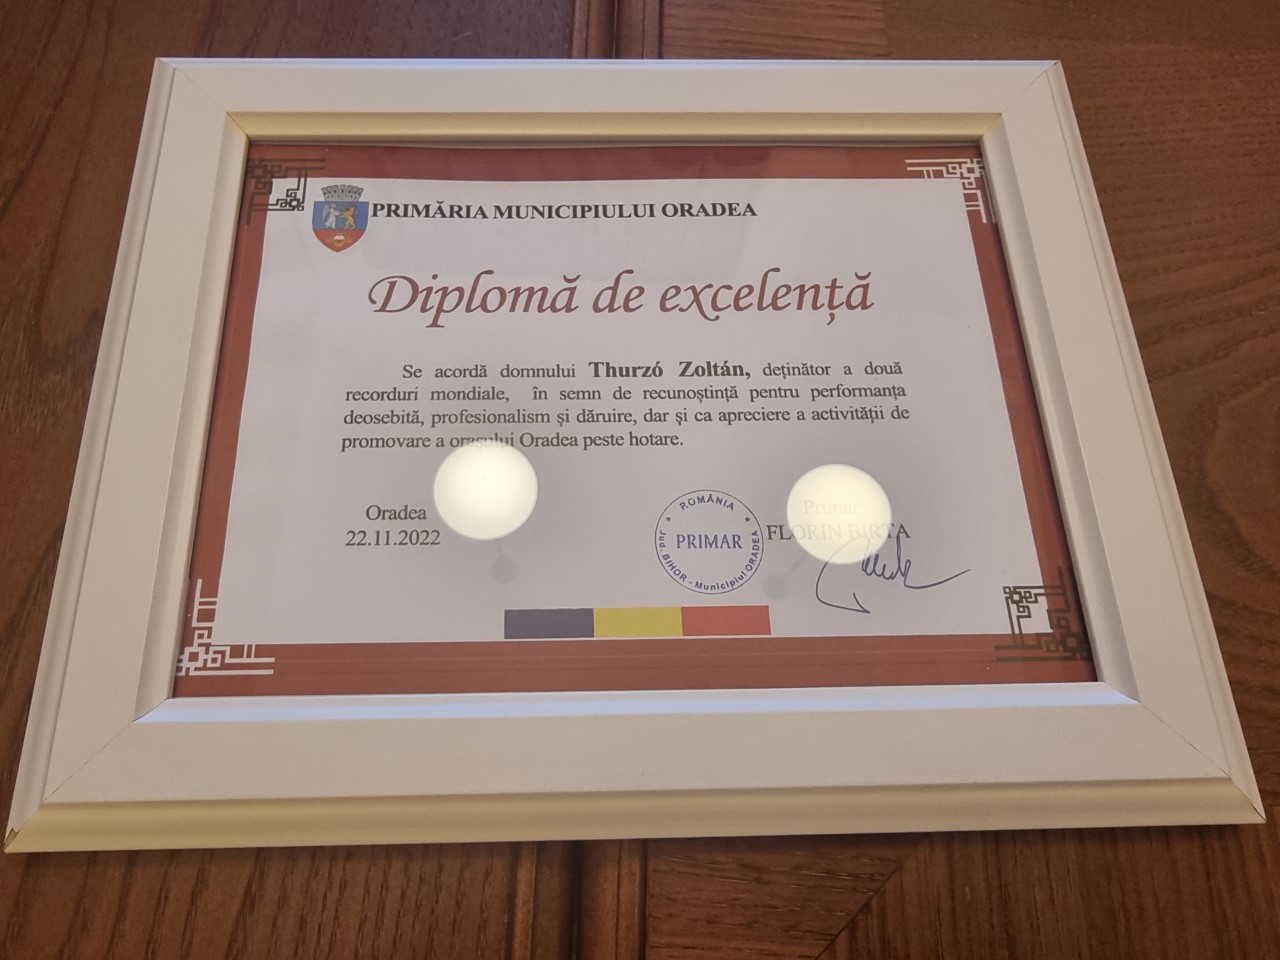 PRIMĂRIA MUNICIPIULUI ORADEA
Diplomă de excelență
Se acordă domnului Thurzó Zoltán, deținător a două
recorduri mondiale, în semn de recunoștință pentru performanța
deosebită, profesionalism și dăruire, dar și ca apreciere a activității de
promovare a orașului Oradea peste hotare.
Oradea
22.11.2022
ROMÂNIA
PRIMAR
Jud. BIHOR - Municipiul ORADEA
Primar
FLORIN BIRTA